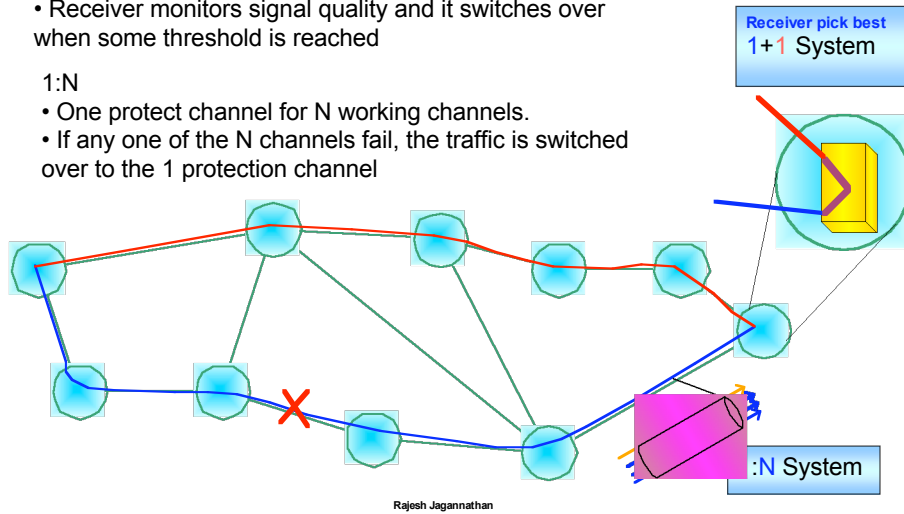 • Receiver monitors signal quality and it switches over
when some threshold is reached
Receiver pick best
1+1 System
1:N
• One protect channel for N working channels.
• If any one of the N channels fail, the traffic is switched
over to the 1 protection channel
:N System
Rajesh Jagannathan